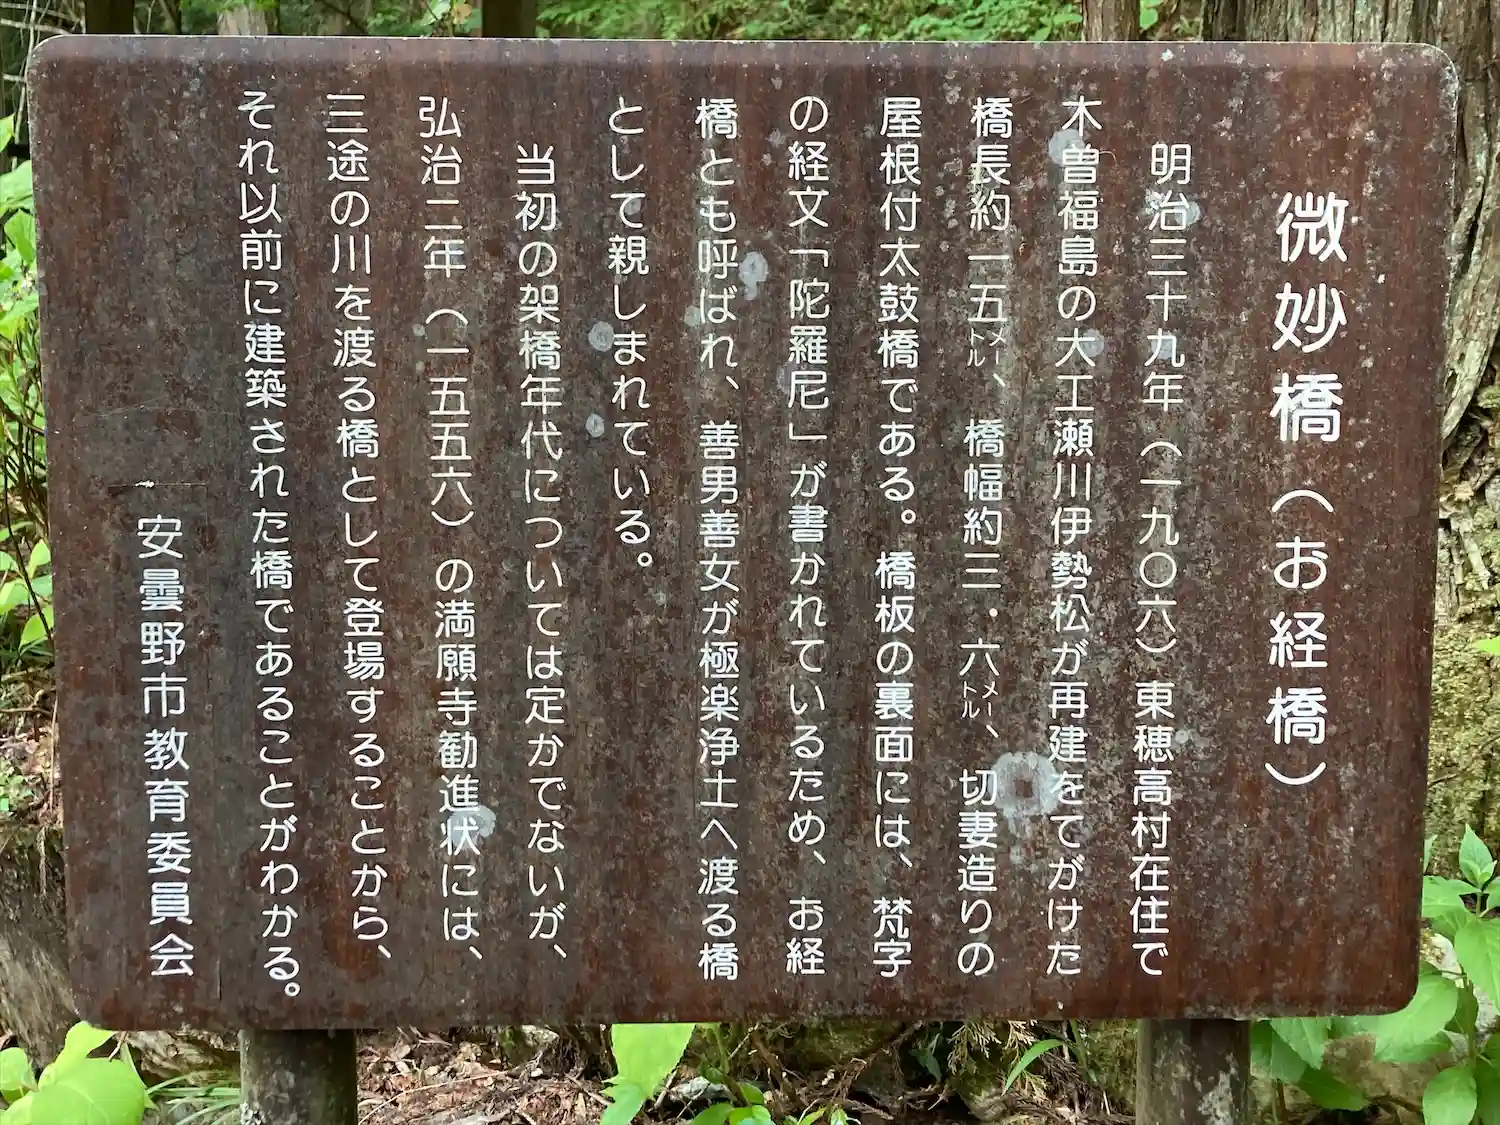 微妙橋（お経橋）
明治三十九年（一九〇六）東穂高村在住で
木曽福島の大工瀬川伊勢松が再建をてがけた
橋長約一五メートル、橋幅約三．六メートル、切妻造りの
屋根付太鼓橋である。橋板の裏面には、梵字
の経文「陀羅尼」が書かれているため、お経
橋とも呼ばれ、善男善女が極楽浄土へ渡る橋
として親しまれている。
当初の架橋年代については定かでないが、
弘治二年（一五五六）の満願寺勧進状には、
三途の川を渡る橋として登場することから、
それ以前に建築された橋であることがわかる。
安曇野市教育委員会